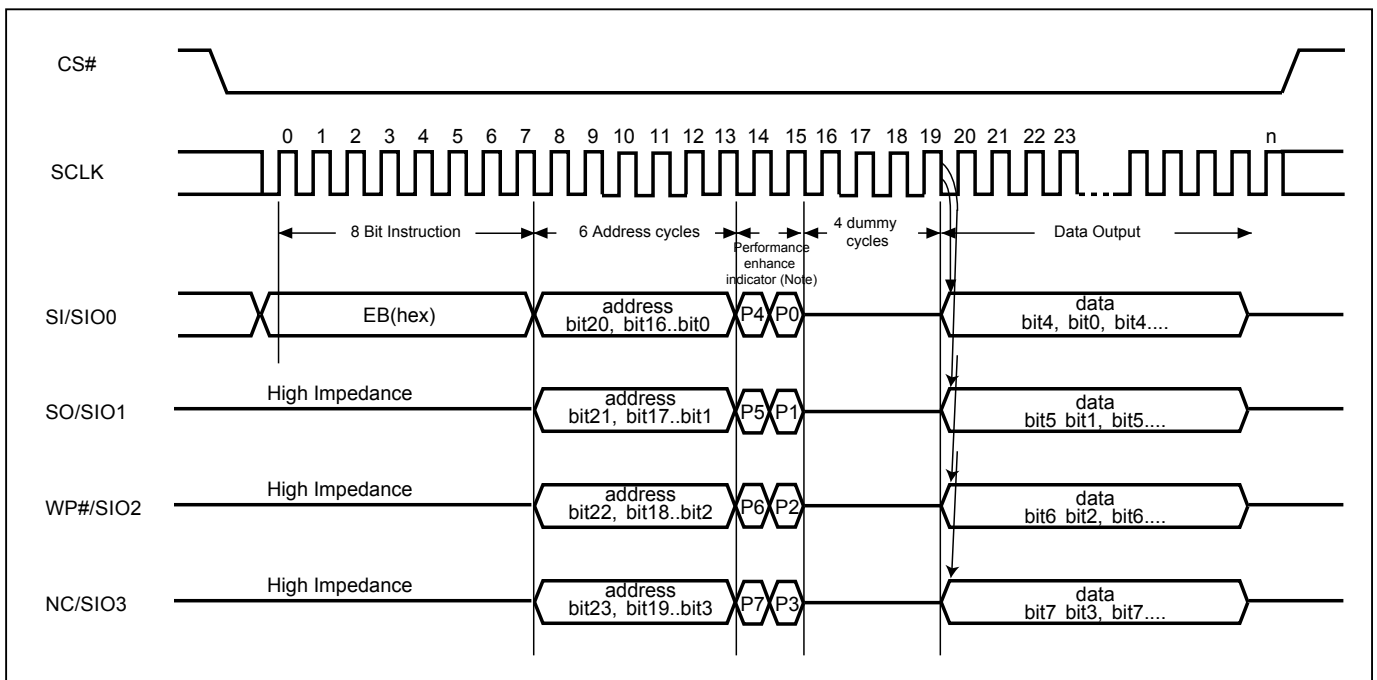 CS#
0 1 2 3 4 5 6 7 8 9 10 11 12 13 14 15 16 17 18 19 20 21 22 23 n
SCLK
8 Bit Instruction
6 Address cycles
Performance
enhance
indicator (Note)
4 dummy
cycles
Data Output
SI/SIO0
EB(hex)
address
bit20, bit16..bit0
P4 P0
data
bit4, bit0, bit4....
SO/SIO1
High Impedance
address
bit21, bit17..bit1
P5 P1
data
bit5 bit1, bit5....
WP#/SIO2
High Impedance
address
bit22, bit18..bit2
P6 P2
data
bit6 bit2, bit6....
NC/SIO3
High Impedance
address
bit23, bit19..bit3
P7 P3
data
bit7 bit3, bit7....